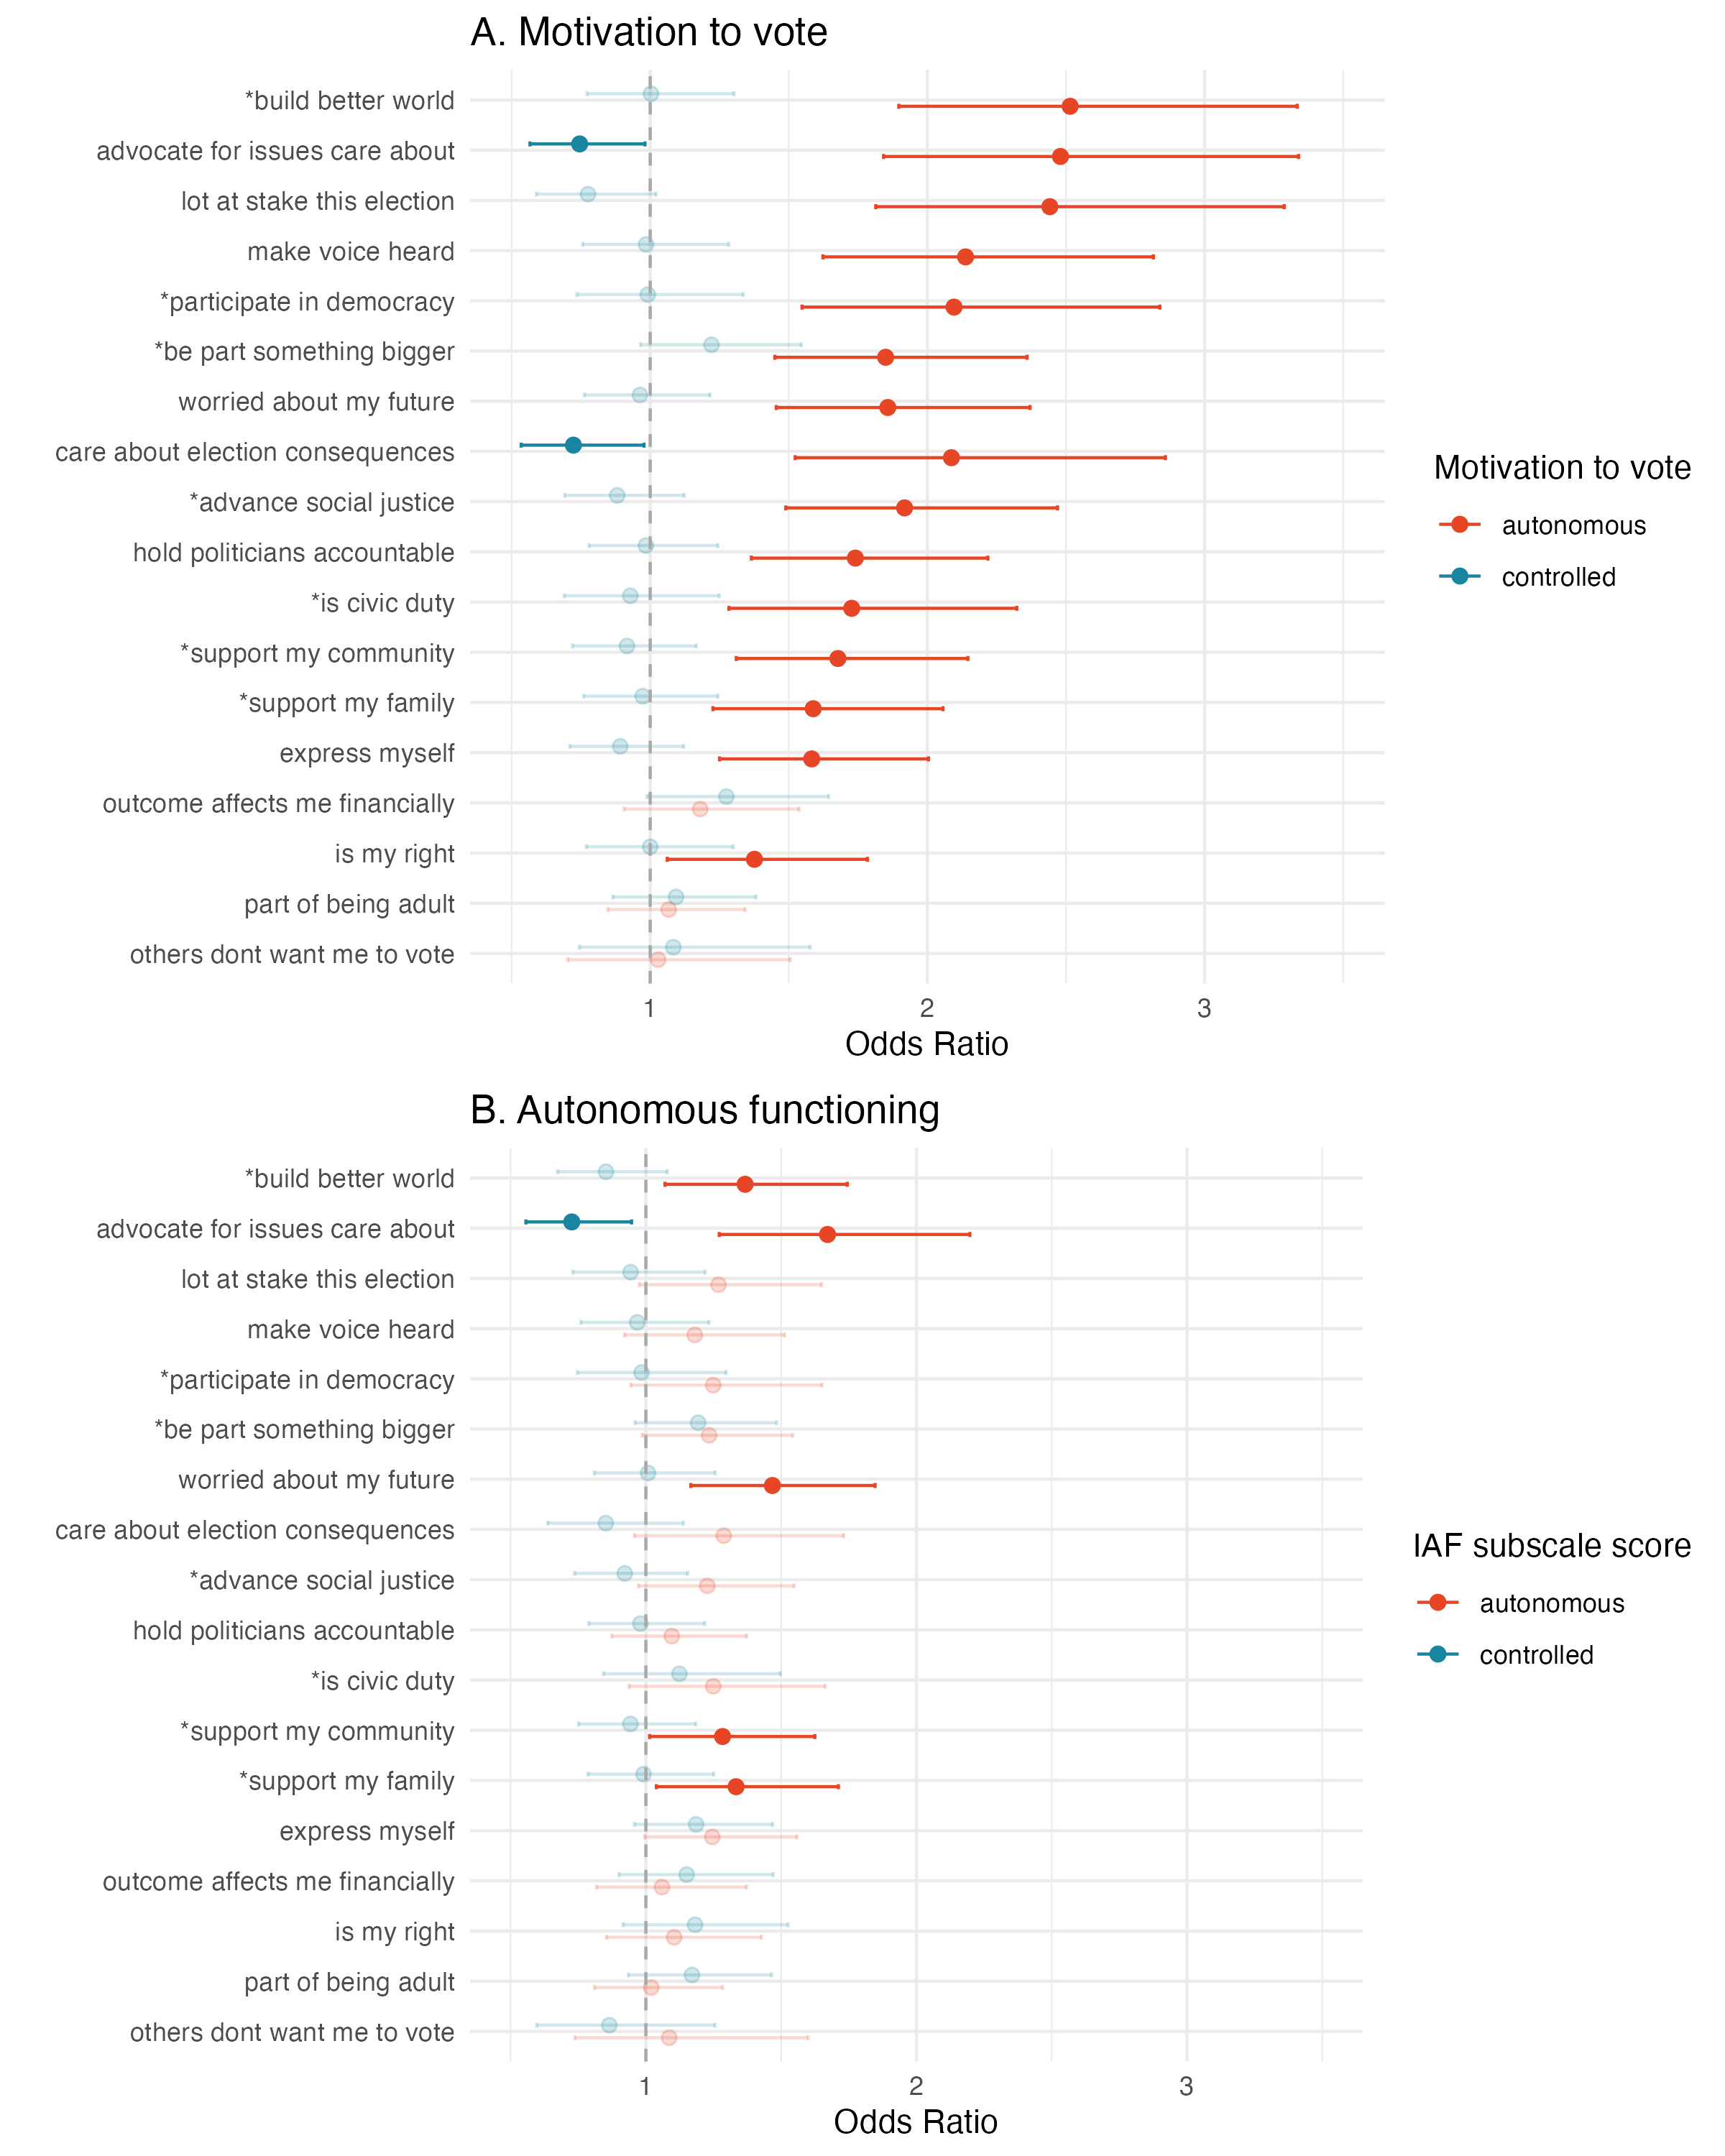 A. Motivation to vote
*build better world
advocate for issues care about
lot at stake this election
make voice heard
*participate in democracy
*be part something bigger
worried about my future
care about election consequences
*advance social justice
hold politicians accountable
*is civic duty
*support my community
*support my family
express myself
outcome affects me financially
is my right
part of being adult
others dont want me to vote
1 2 3
Odds Ratio
Motivation to vote
autonomous
controlled
B. Autonomous functioning
*build better world
advocate for issues care about
lot at stake this election
make voice heard
*participate in democracy
*be part something bigger
worried about my future
care about election consequences
*advance social justice
hold politicians accountable
*is civic duty
*support my community
*support my family
express myself
outcome affects me financially
is my right
part of being adult
others dont want me to vote
1 2 3
Odds Ratio
IAF subscale score
autonomous
controlled